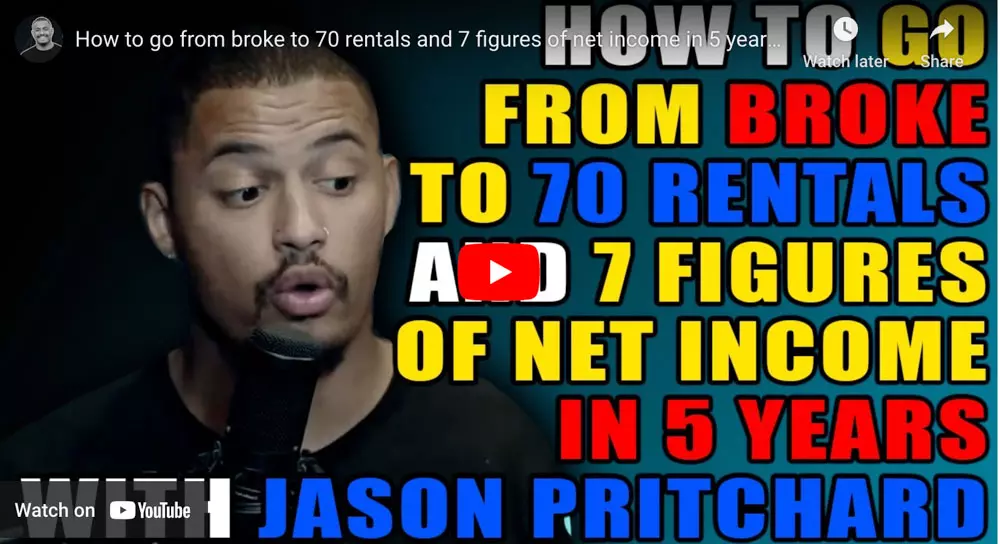 How to go from broke to 70 rentals and 7 figures of net income in 5 year...
Watch later
Share
HOW TO GO
FROM BROKE
TO 70 RENTALS
AND 7 FIGURES
OF NET INCOME
IN 5 YEARS
WITH JASON PRITCHARD
Watch on YouTube